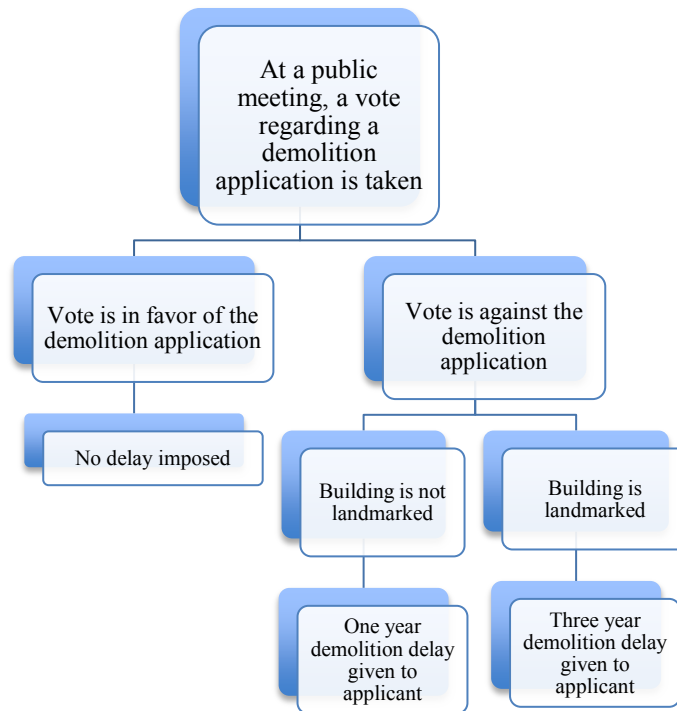 At a public
meeting, a vote
regarding a
demolition
application is taken
Vote is in favor of the
demolition application
Vote is against the
demolition
application
No delay imposed
Building is not
landmarked
Building is
landmarked
One year
demolition delay
given to
applicant
Three year
demolition delay
given to
applicant